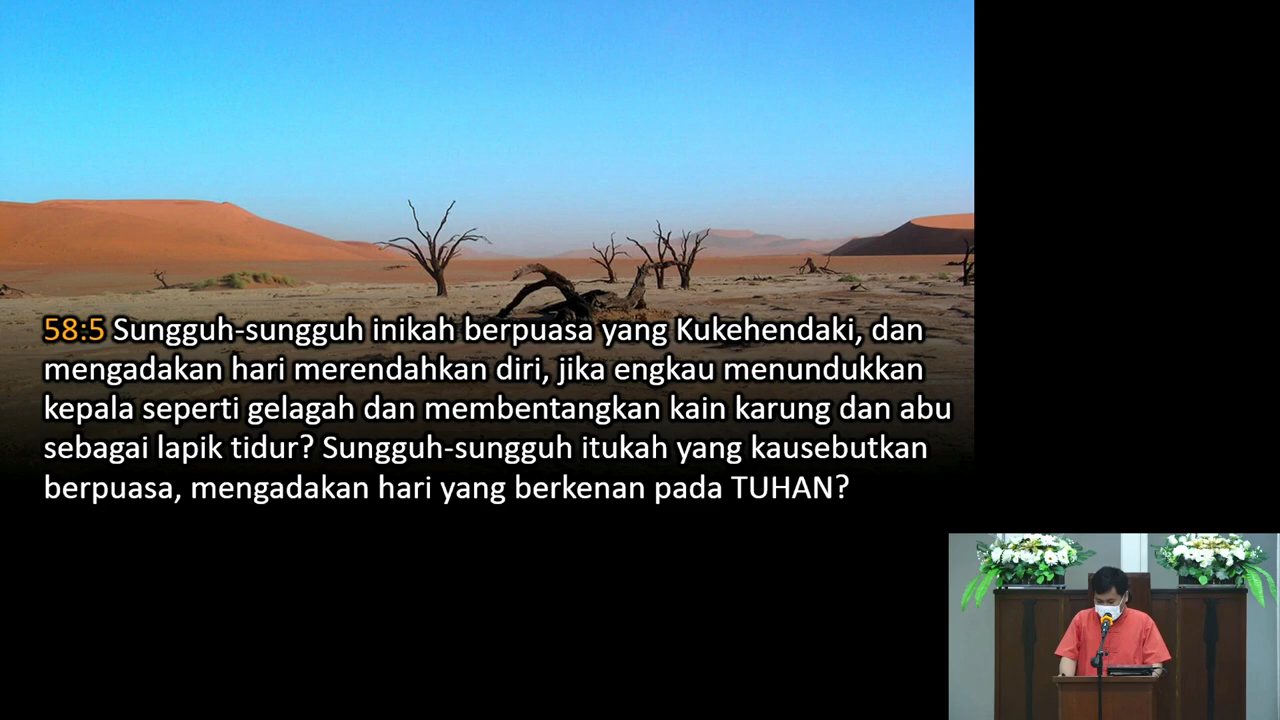 58:5 Sungguh-sungguh inikah berpuasa yang Kukehendaki, dan
mengadakan hari merendahkan diri, jika engkau menundukkan
kepala seperti gelagah dan membentangkan kain karung dan abu
sebagai lapik tidur? Sungguh-sungguh itukah yang kausebutkan
berpuasa, mengadakan hari yang berkenan pada TUHAN?